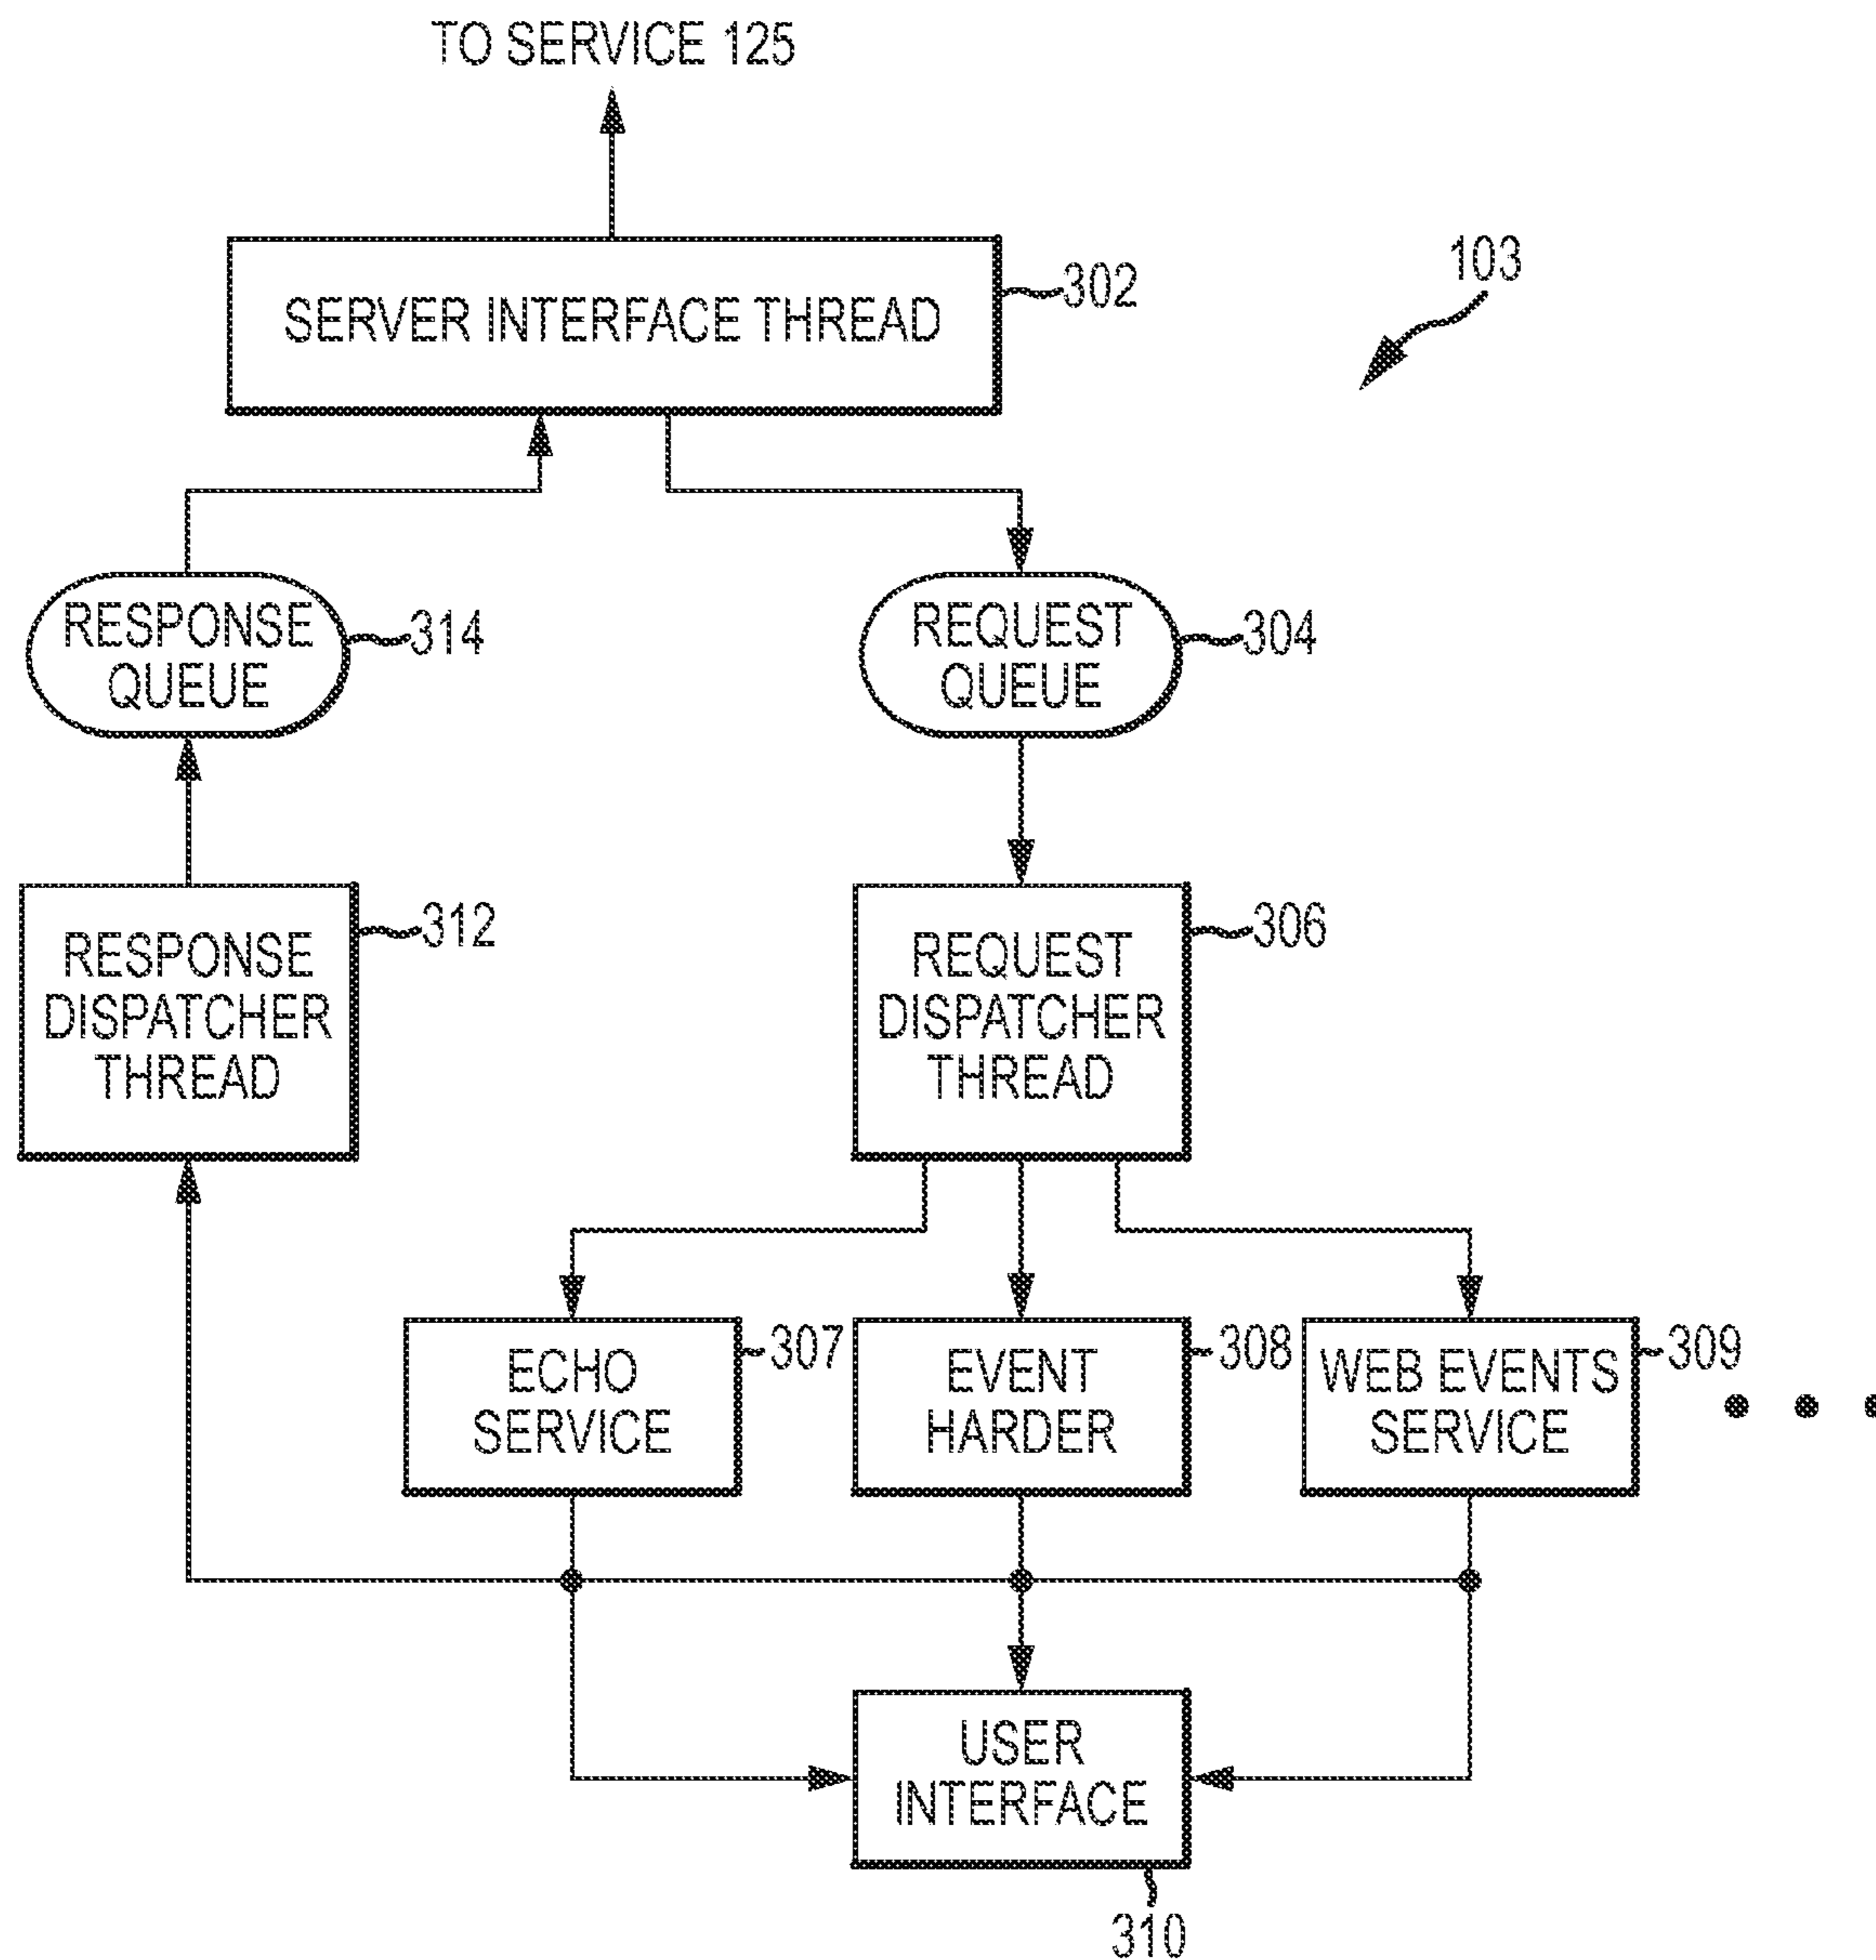 TO SERVICE 125
SERVER INTERFACE THREAD
302
103
RESPONSE
QUEUE
314
REQUEST
QUEUE
304
RESPONSE
DISPATCHER
THREAD
312
REQUEST
DISPATCHER
THREAD
306
ECHO
SERVICE
307
EVENT
HARDER
308
WEB EVENTS
SERVICE
309
USER
INTERFACE
310